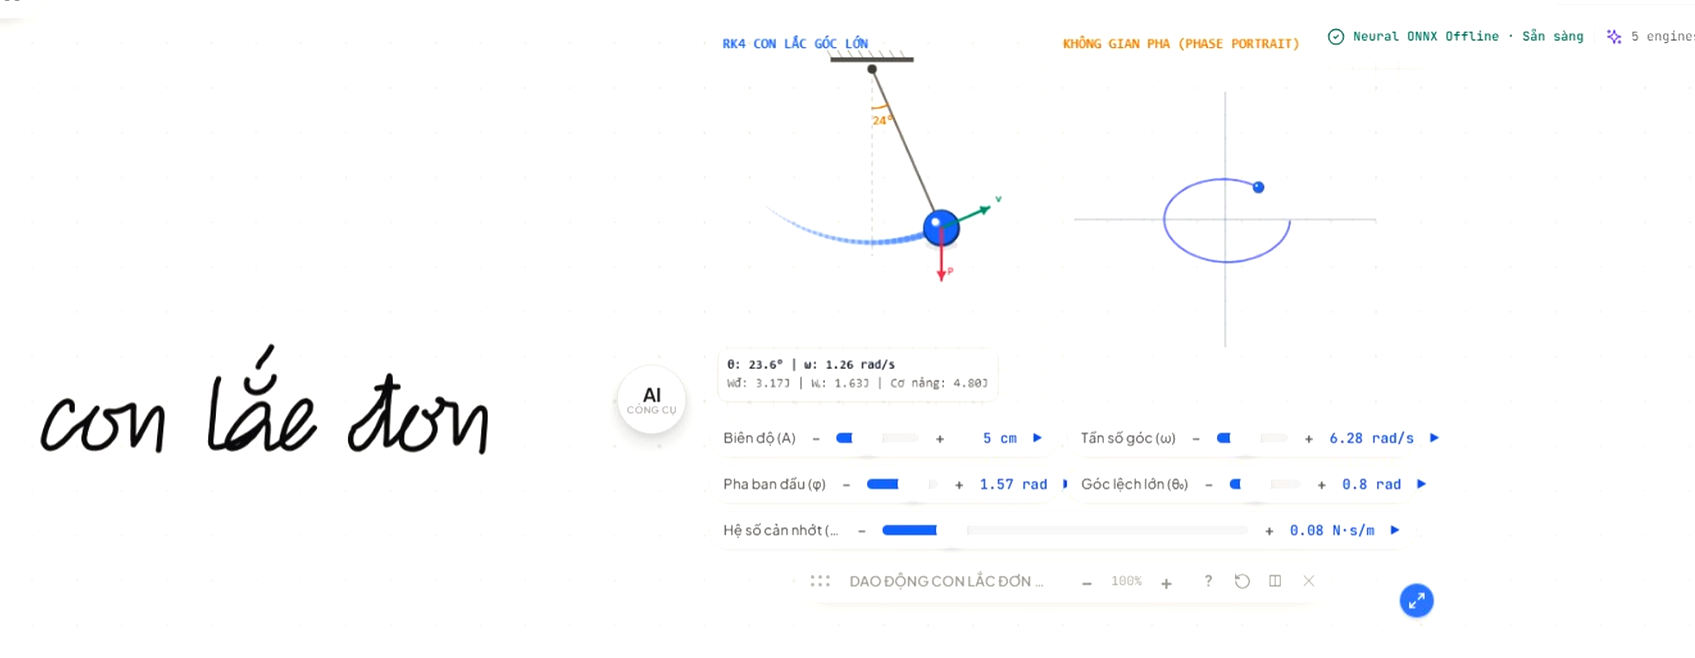 RK4 CON LẮC GÓC LỚN
KHÔNG GIAN PHA (PHASE PORTRAIT)
Neural ONNX Offline · Sẵn sàng
5 engines
24°
v
P
θ: 23.6° | ω: 1.26 rad/s
Wđ: 3.17J | Wₜ: 1.63J | Cơ năng: 4.80J
con lắc đơn
AI
CÔNG CỤ
Biên độ (A) − + 5 cm
Tần số góc (ω) − + 6.28 rad/s
Pha ban đầu (φ) − + 1.57 rad
Góc lệch lớn (θ₀) − + 0.8 rad
Hệ số cản nhớt (... − + 0.08 N·s/m
DAO ĐỘNG CON LẮC ĐƠN ... − 100% + ?